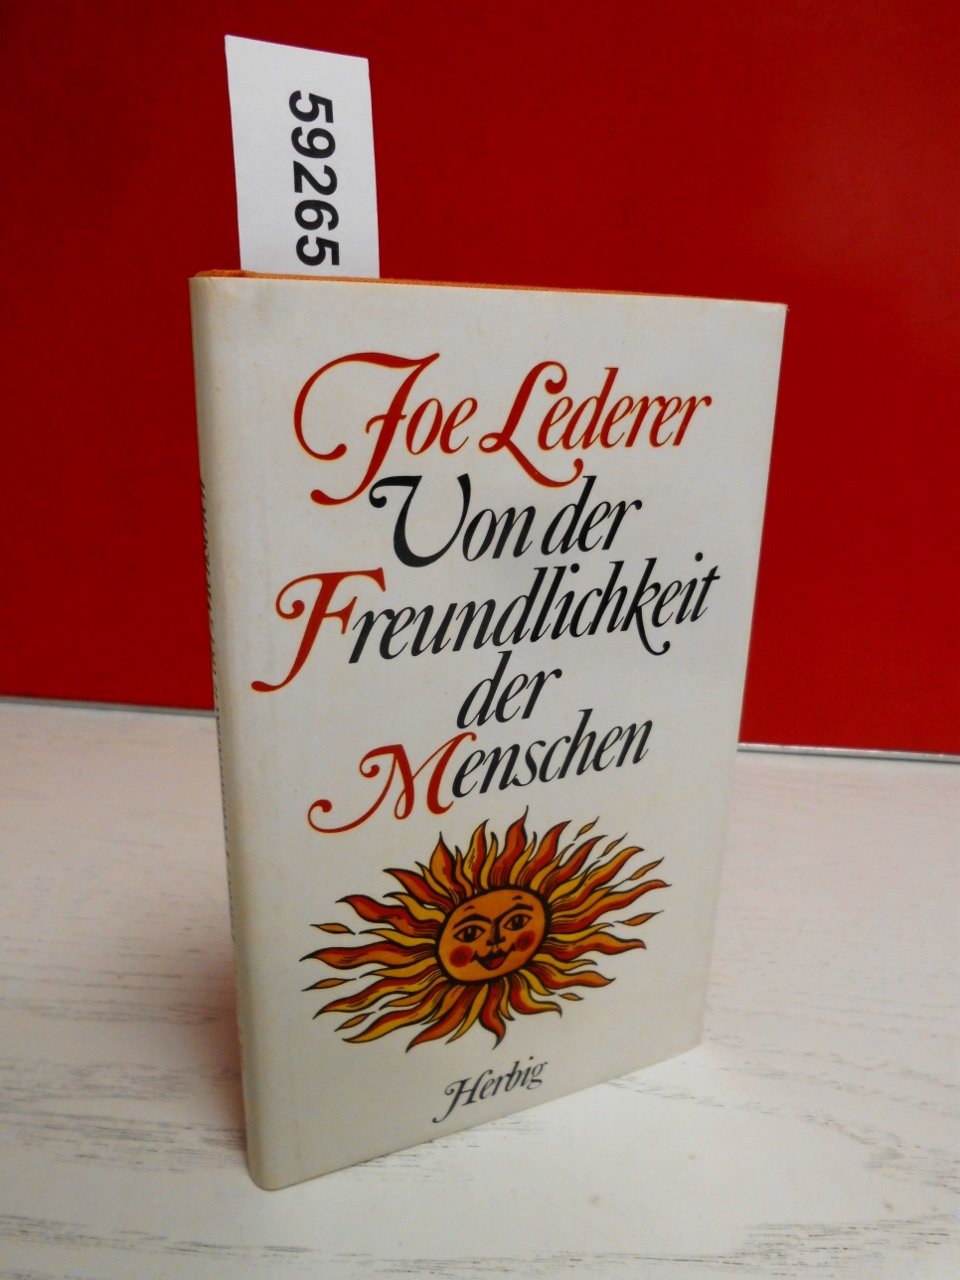 59265
Joe Lederer
Von der
Freundlichkeit
der
Menschen
Herbig